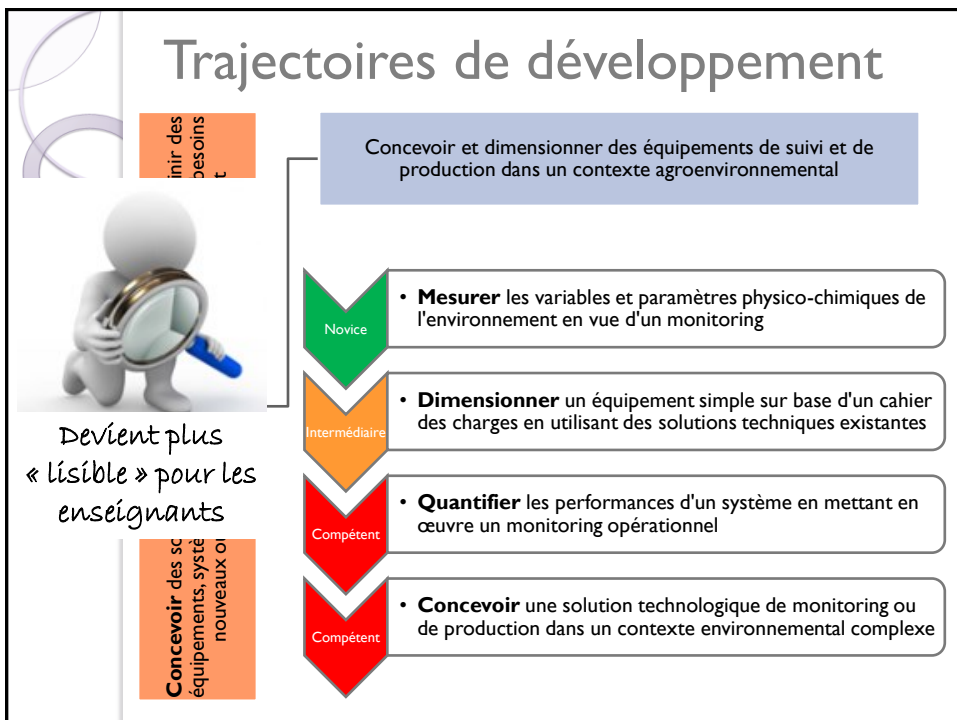 Trajectoires de développement
besoins
Concevoir et dimensionner des équipements de suivi et de
production dans un contexte agroenvironnemental
Novice
• Mesurer les variables et paramètres physico-chimiques de
l'environnement en vue d'un monitoring
Intermédiaire
• Dimensionner un équipement simple sur base d'un cahier
des charges en utilisant des solutions techniques existantes
Compétent
• Quantifier les performances d'un système en mettant en
œuvre un monitoring opérationnel
Compétent
• Concevoir une solution technologique de monitoring ou
de production dans un contexte environnemental complexe
Devient plus
« lisible » pour les
enseignants
Concevoir des
équipements,
nouveaux